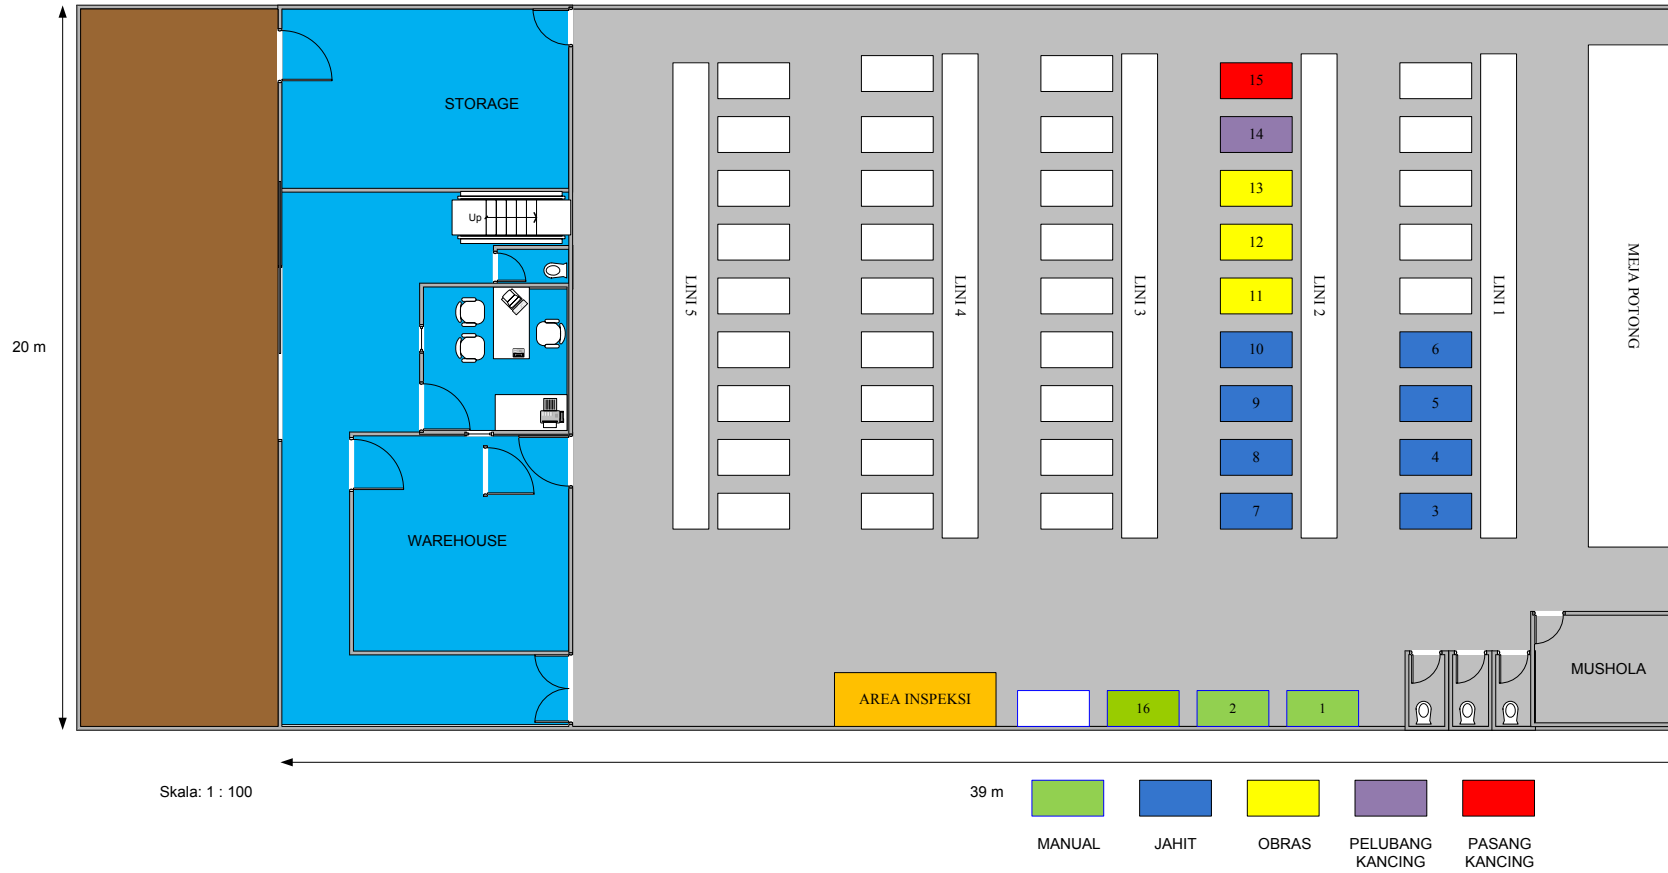 STORAGE
15
14
13
12
11
10
9
8
7
6
5
4
3
Up
LINI 5
LINI 4
LINI 3
LINI 2
LINI 1
MEJA POTONG
20 m
WAREHOUSE
MUSHOLA
AREA INSPEKSI
16
2
1
Skala: 1 : 100
39 m
MANUAL
JAHIT
OBRAS
PELUBANG
KANCING
PASANG
KANCING